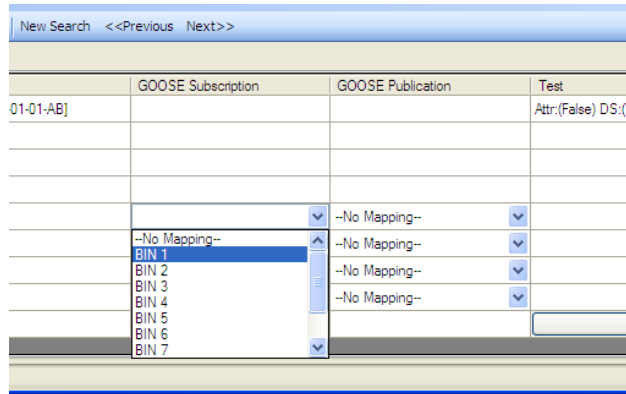 New Search <<Previous Next>>
GOOSE Subscription GOOSE Publication Test
-01-01-AB] Attr:(False) DS:(
--No Mapping--
--No Mapping-- --No Mapping--
BIN 1
BIN 2 --No Mapping--
BIN 3
BIN 4 --No Mapping--
BIN 5
BIN 6
BIN 7